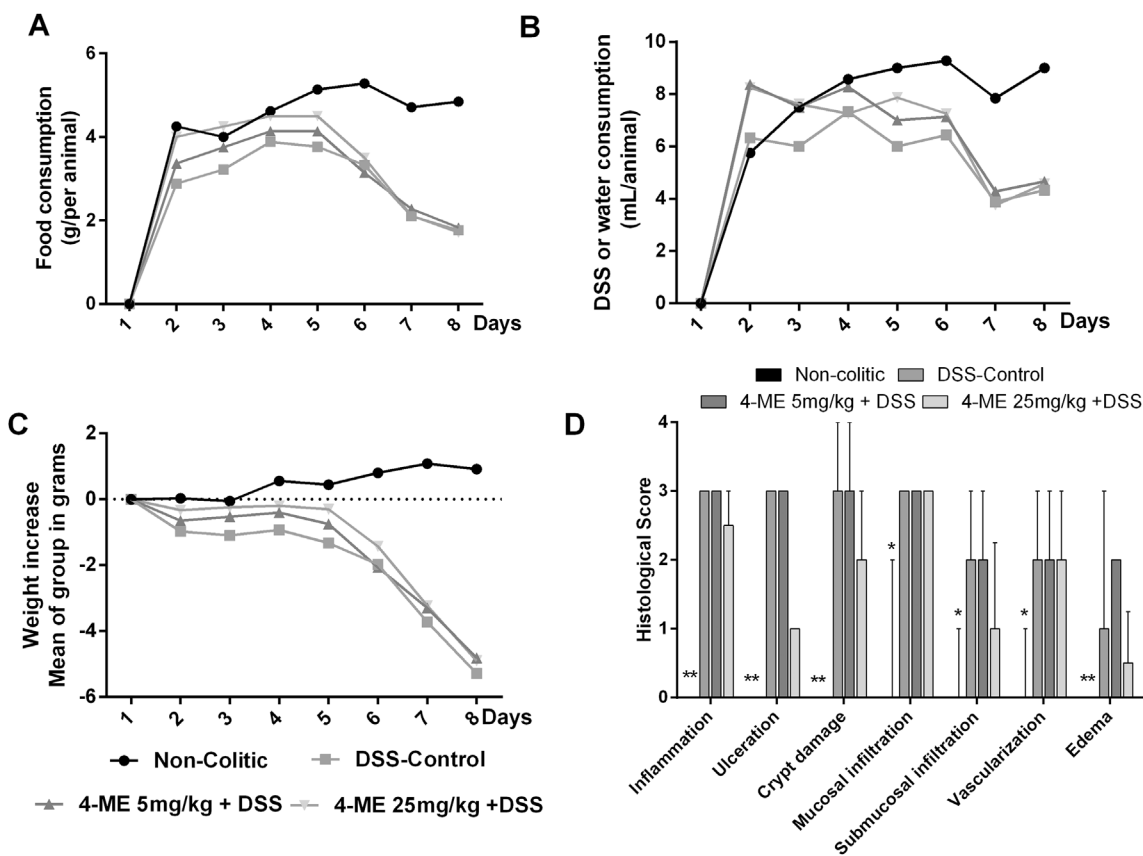 A
Food consumption
(g/per animal)
6
4
2
0
1 2 3 4 5 6 7 8 Days
B
DSS or water consumption
(mL/animal)
10
8
6
4
2
0
1 2 3 4 5 6 7 8 Days
C
Weight increase
Mean of group in grams
2
0
-2
-4
-6
1 2 3 4 5 6 7 8 Days
Non-Colitic DSS-Control
4-ME 5mg/kg + DSS 4-ME 25mg/kg +DSS
Non-colitic DSS-Control
4-ME 5mg/kg + DSS 4-ME 25mg/kg +DSS
D
Histological Score
4
3
2
1
0
** ** ** * * * **
Inflammation
Ulceration
Crypt damage
Mucosal infiltration
Submucosal infiltration
Vascularization
Edema